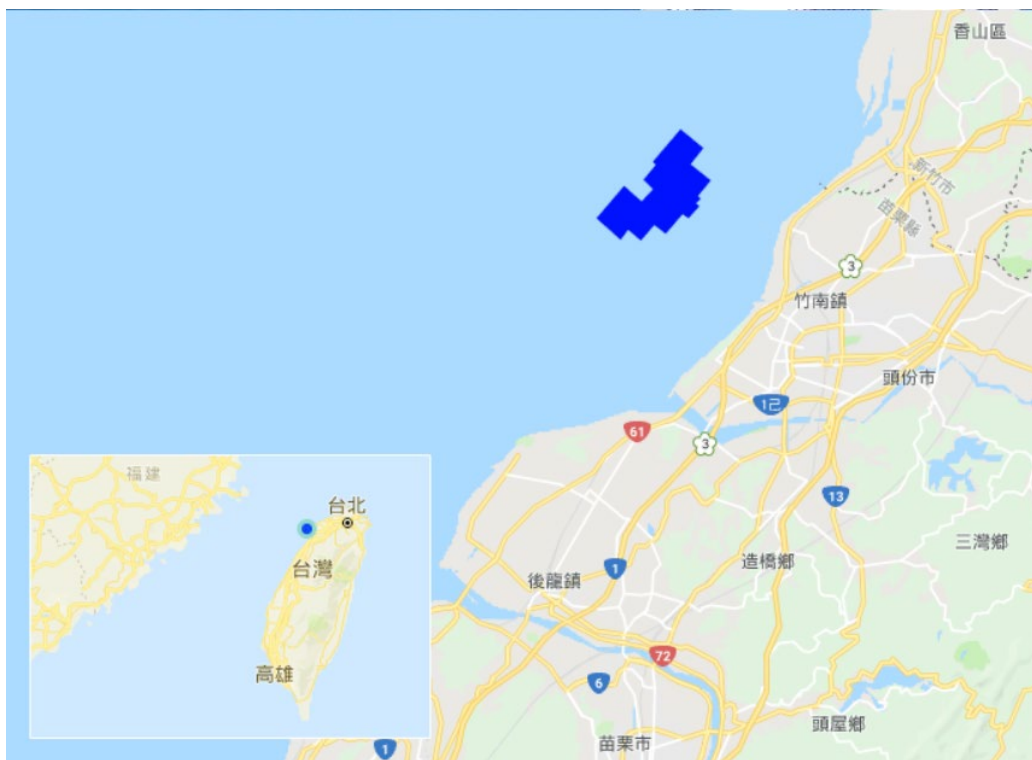 香山區
新竹市
苗栗縣
3
竹南鎮
頭份市
1己
61
3
13
三灣鄉
造橋鄉
1
後龍鎮
72
6
頭屋鄉
苗栗市
1
福建
台北
台灣
高雄